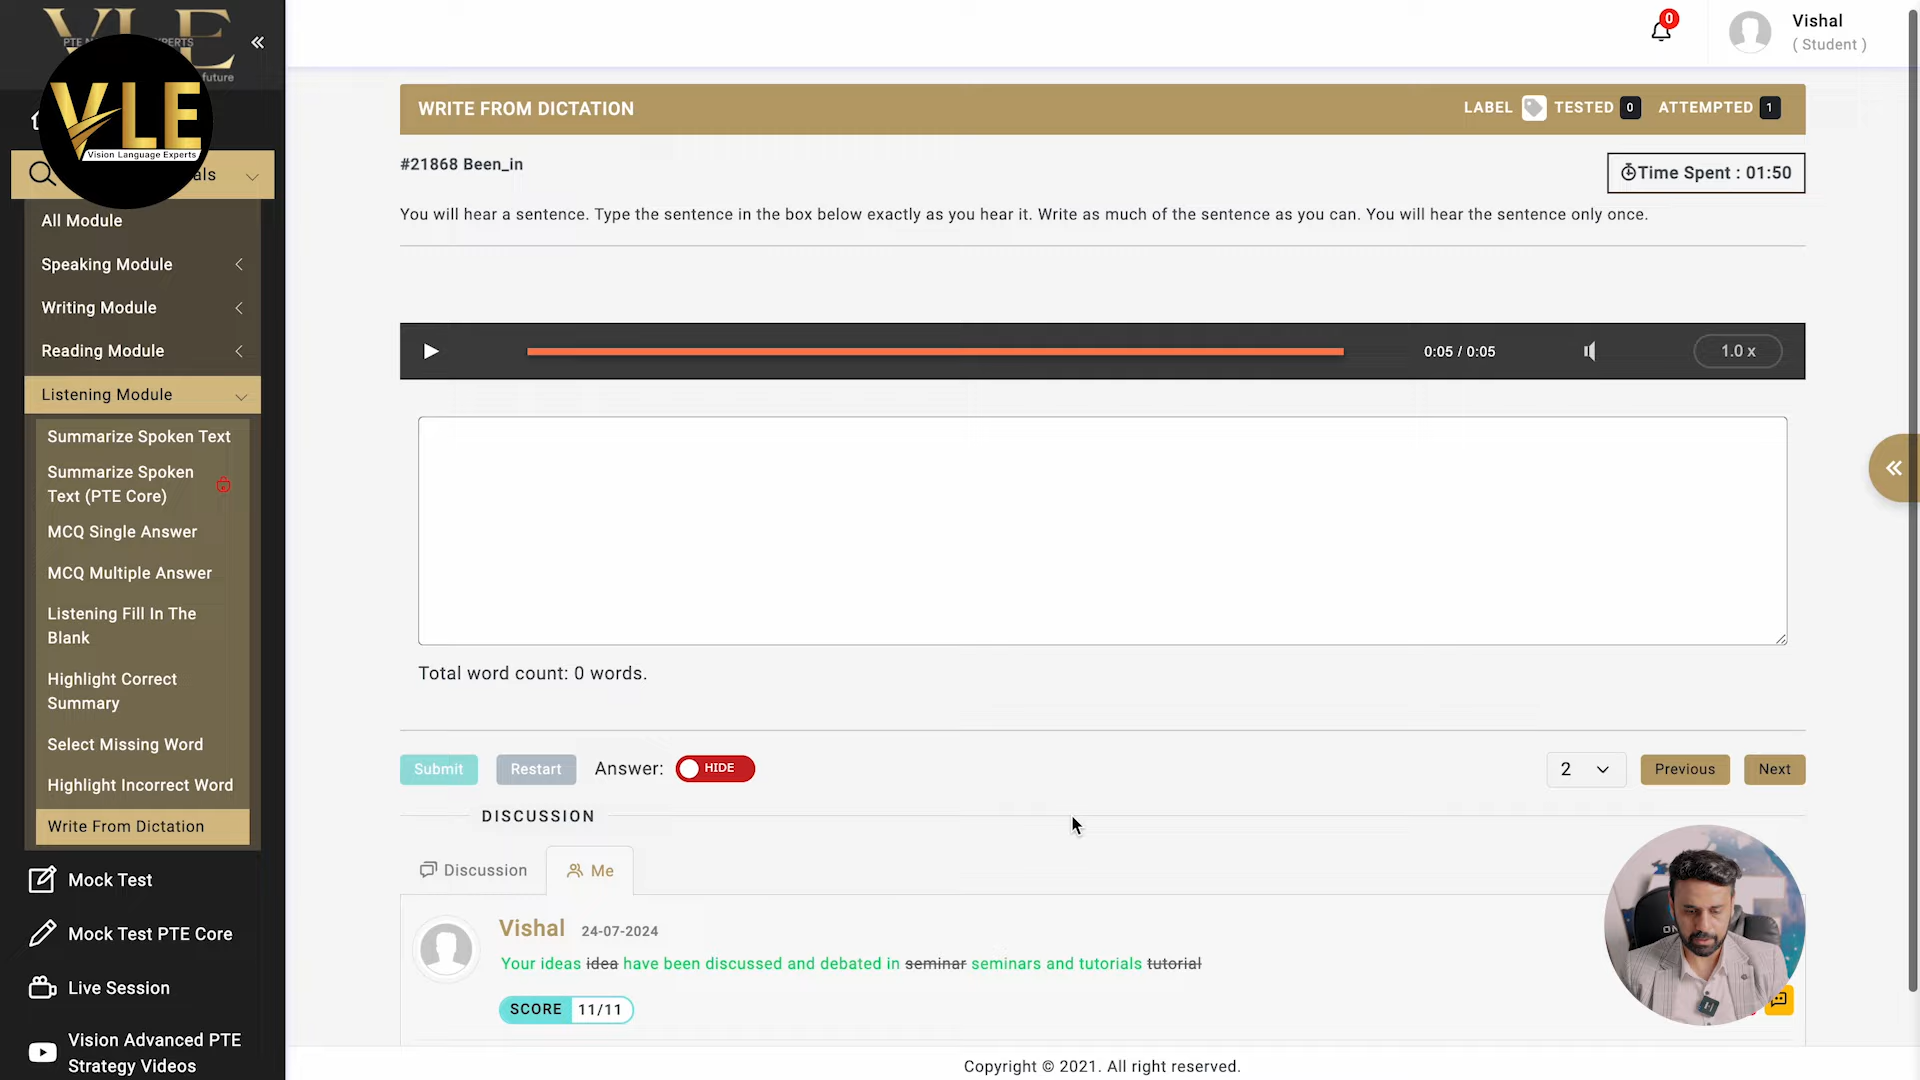 VLE
PTE
future
VLE
Vision Language Experts
als
All Module
Speaking Module
Writing Module
Reading Module
Listening Module
Summarize Spoken Text
Summarize Spoken
Text (PTE Core)
MCQ Single Answer
MCQ Multiple Answer
Listening Fill In The
Blank
Highlight Correct
Summary
Select Missing Word
Highlight Incorrect Word
Write From Dictation
Mock Test
Mock Test PTE Core
Live Session
Vision Advanced PTE
Strategy Videos
0
Vishal
( Student )
WRITE FROM DICTATION
LABEL TESTED 0 ATTEMPTED 1
#21868 Been_in
Time Spent : 01:50
You will hear a sentence. Type the sentence in the box below exactly as you hear it. Write as much of the sentence as you can. You will hear the sentence only once.
0:05 / 0:05
1.0 x
Total word count: 0 words.
Submit Restart Answer: HIDE
2 Previous Next
DISCUSSION
Discussion Me
Vishal 24-07-2024
Your ideas idea have been discussed and debated in seminar seminars and tutorials tutorial
SCORE 11/11
Copyright © 2021. All right reserved.